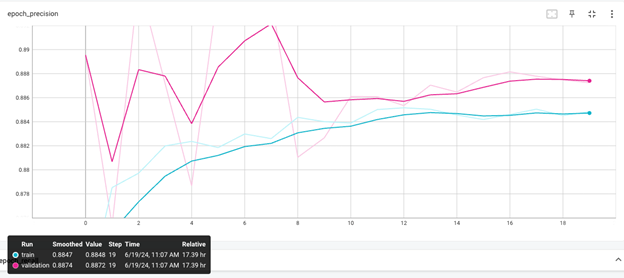 epoch_precision
0.89
0.888
0.886
0.884
0.882
0.88
0.878
0 2 4 6 8 10 12 14 16 18
Run Smoothed Value Step Time Relative
train 0.8847 0.8848 19 6/19/24, 11:07 AM 17.39 hr
validation 0.8874 0.8872 19 6/19/24, 11:07 AM 17.39 hr